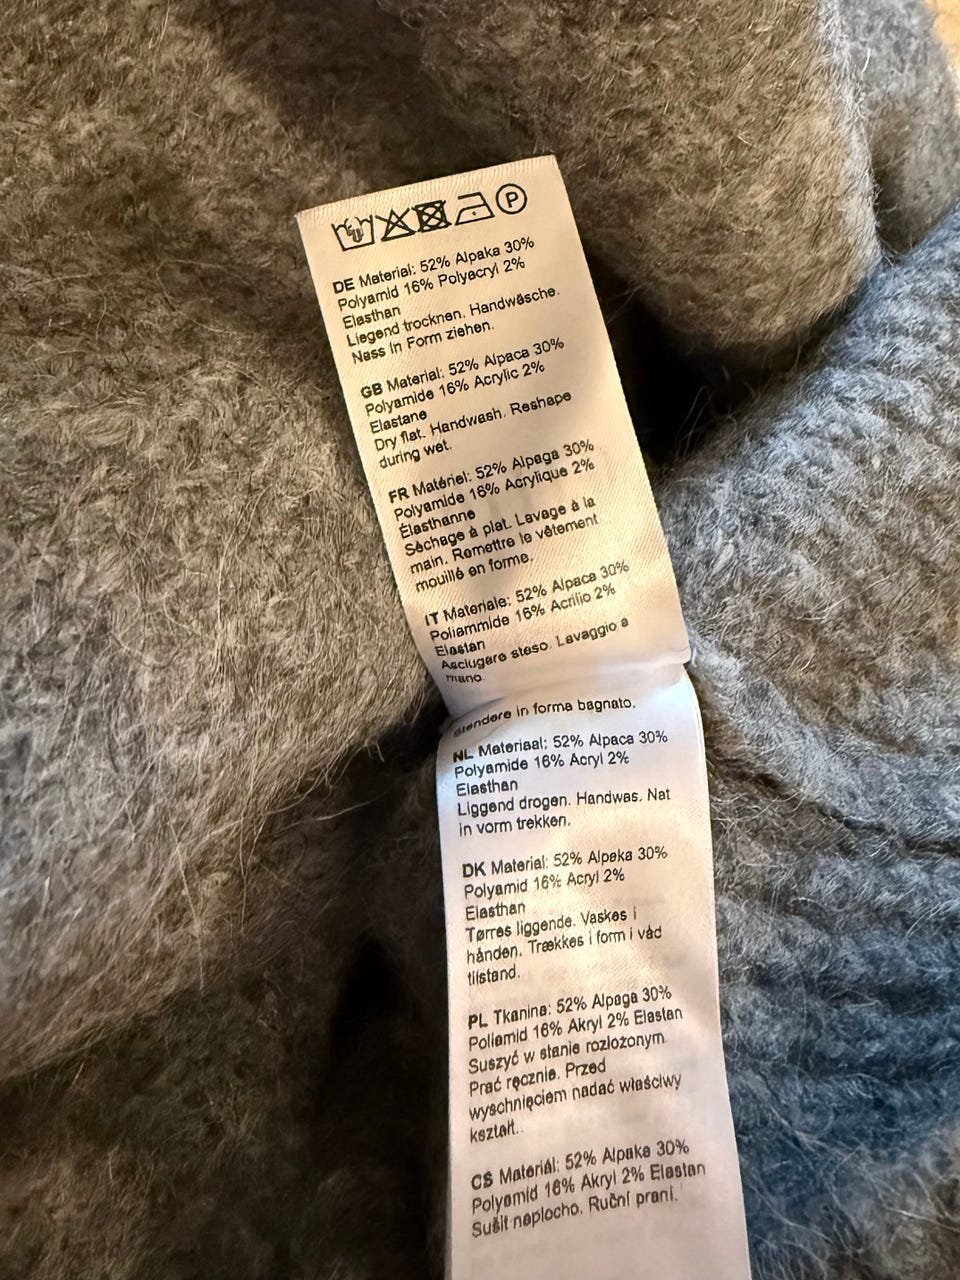 P
DE Material: 52% Alpaka 30%
Polyamid 16% Polyacryl 2%
Elasthan
Liegend trocknen. Handwäsche.
Nass in Form ziehen.
GB Material: 52% Alpaca 30%
Polyamide 16% Acrylic 2%
Elastane
Dry flat. Handwash. Reshape
during wet.
FR Matériel: 52% Alpaga 30%
Polyamide 16% Acrylique 2%
Élasthanne
Séchage à plat. Lavage à la
main. Remettre le vêtement
mouillé en forme.
IT Materiale: 52% Alpaca 30%
Poliammide 16% Acrilio 2%
Elastan
Asciugare steso. Lavaggio a
mano.
Stendere in forma bagnato.
NL Materiaal: 52% Alpaca 30%
Polyamide 16% Acryl 2%
Elasthan
Liggend drogen. Handwas. Nat
in vorm trekken.
DK Material: 52% Alpaka 30%
Polyamid 16% Acryl 2%
Elasthan
Tørres liggende. Vaskes i
hånden. Trækkes i form i våd
tilstand.
PL Tkanina: 52% Alpaga 30%
Poliamid 16% Akryl 2% Elastan
Suszyć w stanie rozłożonym.
Prać ręcznie. Przed
wyschnięciem nadać właściwy
kształt..
CS Materiál: 52% Alpaka 30%
Polyamid 16% Akryl 2% Elastan
Sušit naplocho. Ruční praní.